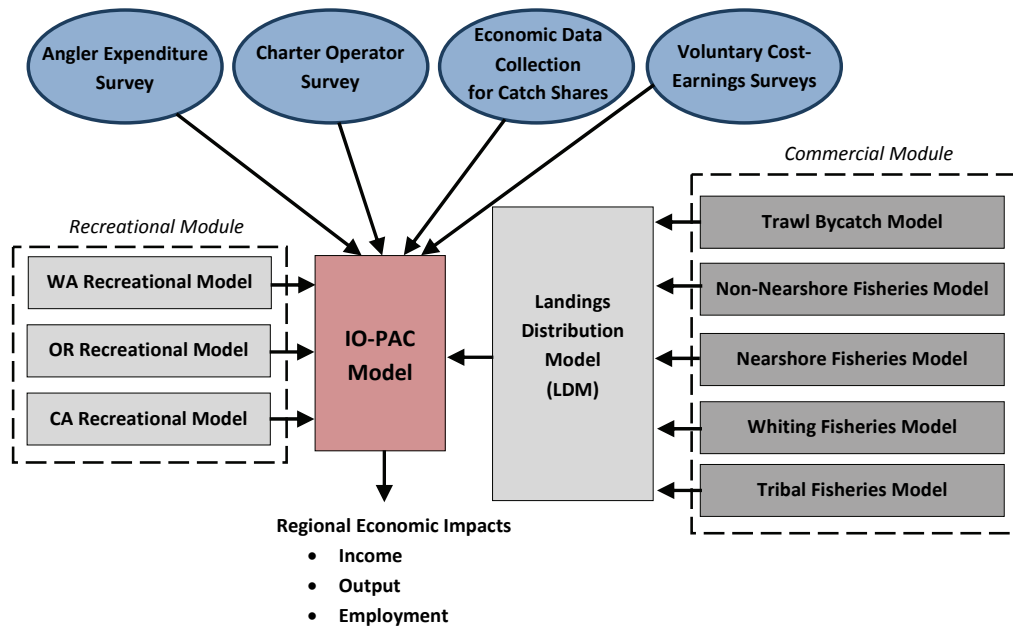 Angler Expenditure
Survey
Charter Operator
Survey
Economic Data
Collection
for Catch Shares
Voluntary Cost-
Earnings Surveys
Recreational Module
WA Recreational Model
OR Recreational Model
CA Recreational Model
IO-PAC
Model
Landings
Distribution
Model
(LDM)
Commercial Module
Trawl Bycatch Model
Non-Nearshore Fisheries Model
Nearshore Fisheries Model
Whiting Fisheries Model
Tribal Fisheries Model
Regional Economic Impacts
• Income
• Output
• Employment